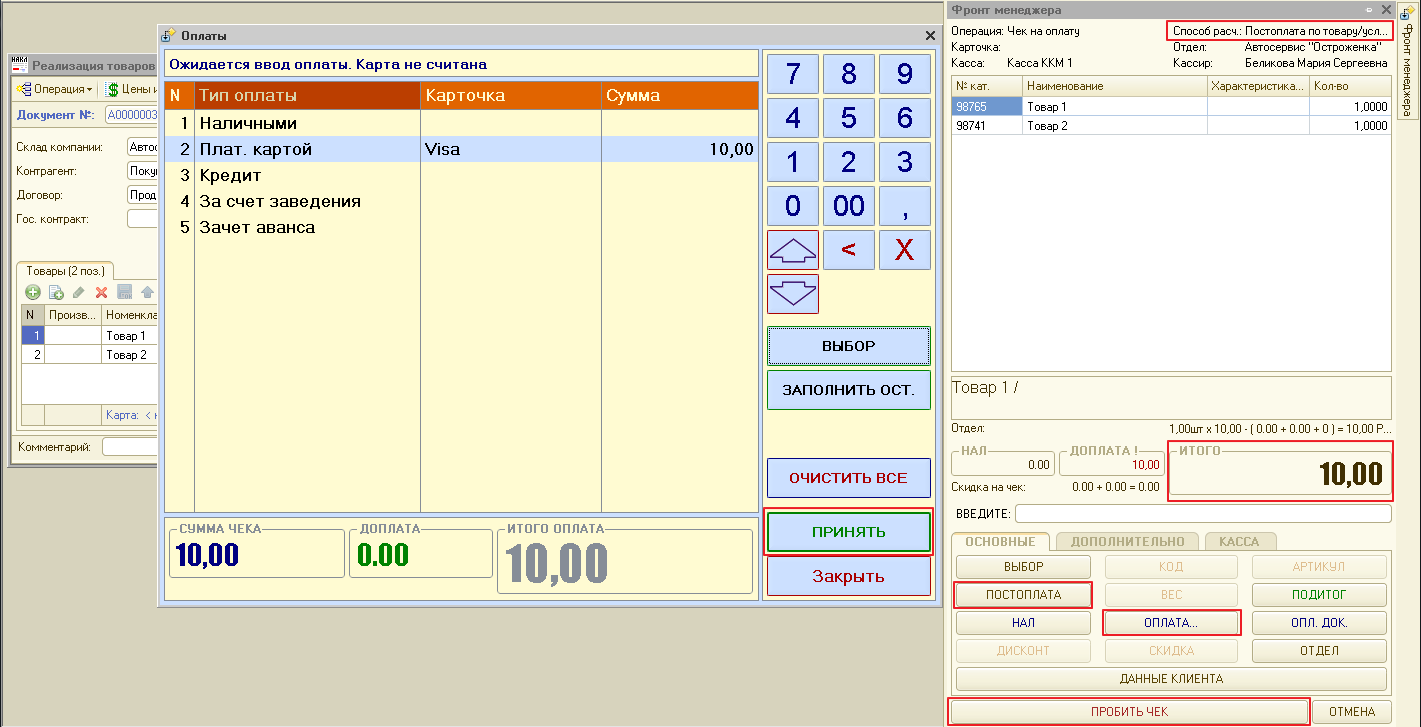 Реализация товаров
Операция
Цены и
Документ №:
A0000003
Склад компании:
Автос
Контрагент:
Поку
Договор:
Прод
Гос. контракт:
Товары (2 поз.)
N Произв... Номенкла
1 Товар 1
2 Товар 2
Карта: <
Комментарий:
Оплаты
Ожидается ввод оплаты. Карта не считана
N Тип оплаты Карточка Сумма
1 Наличными
2 Плат. картой Visa 10,00
3 Кредит
4 За счет заведения
5 Зачет аванса
СУММА ЧЕКА
10,00
ДОПЛАТА
0.00
ИТОГО ОПЛАТА
10,00
7 8 9
4 5 6
1 2 3
0 00 ,
< X
ВЫБОР
ЗАПОЛНИТЬ ОСТ.
ОЧИСТИТЬ ВСЕ
ПРИНЯТЬ
Закрыть
Фронт менеджера
Операция: Чек на оплату
Способ расч.: Постоплата по товару/усл...
Карточка:
Отдел: Автосервис "Остроженка"
Касса: Касса ККМ 1
Кассир: Беликова Мария Сергеевна
№ кат. Наименование Характеристика... Кол-во
98765 Товар 1 1,0000
98741 Товар 2 1,0000
Товар 1 /
Отдел:
1,00шт x 10,00 - ( 0.00 + 0.00 + 0 ) = 10,00 Р...
НАЛ
0.00
ДОПЛАТА !
10,00
ИТОГО
10,00
Скидка на чек: 0.00 + 0.00 = 0.00
ВВЕДИТЕ:
ОСНОВНЫЕ ДОПОЛНИТЕЛЬНО КАССА
ВЫБОР КОД АРТИКУЛ
ПОСТОПЛАТА ВЕС ПОДИТОГ
НАЛ ОПЛАТА... ОПЛ. ДОК.
ДИСКОНТ СКИДКА ОТДЕЛ
ДАННЫЕ КЛИЕНТА
ПРОБИТЬ ЧЕК ОТМЕНА
Фронт менеджера